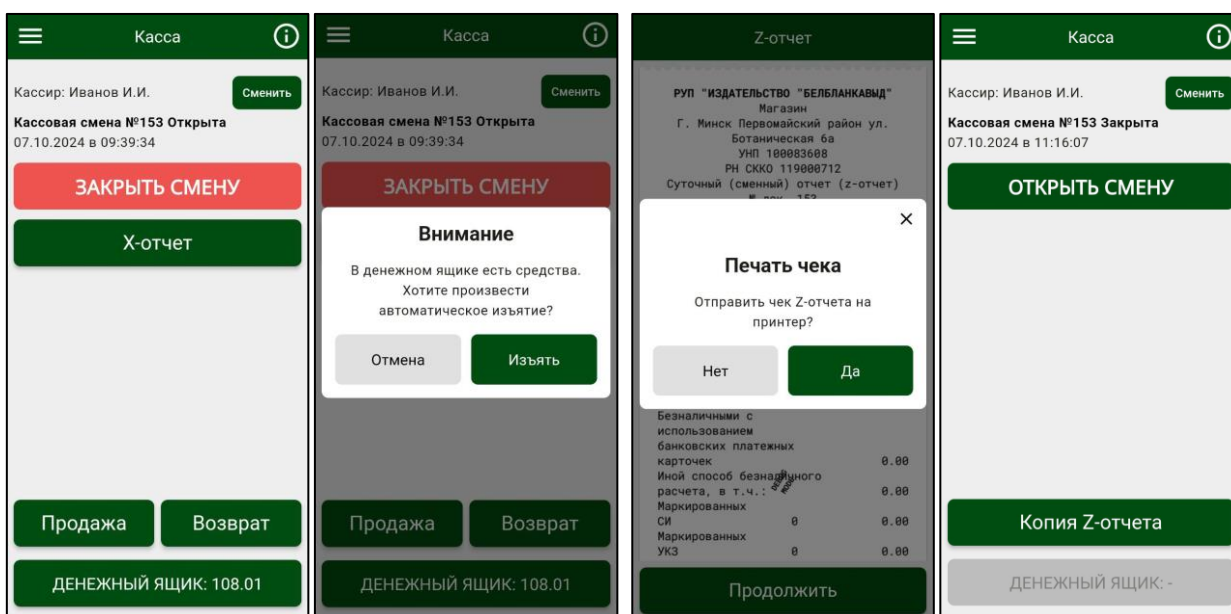 Касса
Кассир: Иванов И.И.
Сменить
Кассовая смена №153 Открыта
07.10.2024 в 09:39:34
ЗАКРЫТЬ СМЕНУ
X-отчет
Продажа
Возврат
ДЕНЕЖНЫЙ ЯЩИК: 108.01
Касса
Кассир: Иванов И.И.
Сменить
Кассовая смена №153 Открыта
07.10.2024 в 09:39:34
ЗАКРЫТЬ СМЕНУ
Внимание
В денежном ящике есть средства.
Хотите произвести
автоматическое изъятие?
Отмена
Изъять
Продажа
Возврат
ДЕНЕЖНЫЙ ЯЩИК: 108.01
Z-отчет
РУП "ИЗДАТЕЛЬСТВО "БЕЛБЛАНКАВЫД"
Магазин
Г. Минск Первомайский район ул.
Ботаническая 6а
УНП 100083608
РН СККО 119000712
Суточный (сменный) отчет (z-отчет)
№ док. 153
Печать чека
Отправить чек Z-отчета на
принтер?
Нет
Да
Безналичными с
использованием
банковских платежных
карточек 0.00
Иной способ безналичного
расчета, в т.ч.: 0.00
Маркированных
СИ 0 0.00
Маркированных
УКЗ 0 0.00
Продолжить
Касса
Кассир: Иванов И.И.
Сменить
Кассовая смена №153 Закрыта
07.10.2024 в 11:16:07
ОТКРЫТЬ СМЕНУ
Копия Z-отчета
ДЕНЕЖНЫЙ ЯЩИК: -